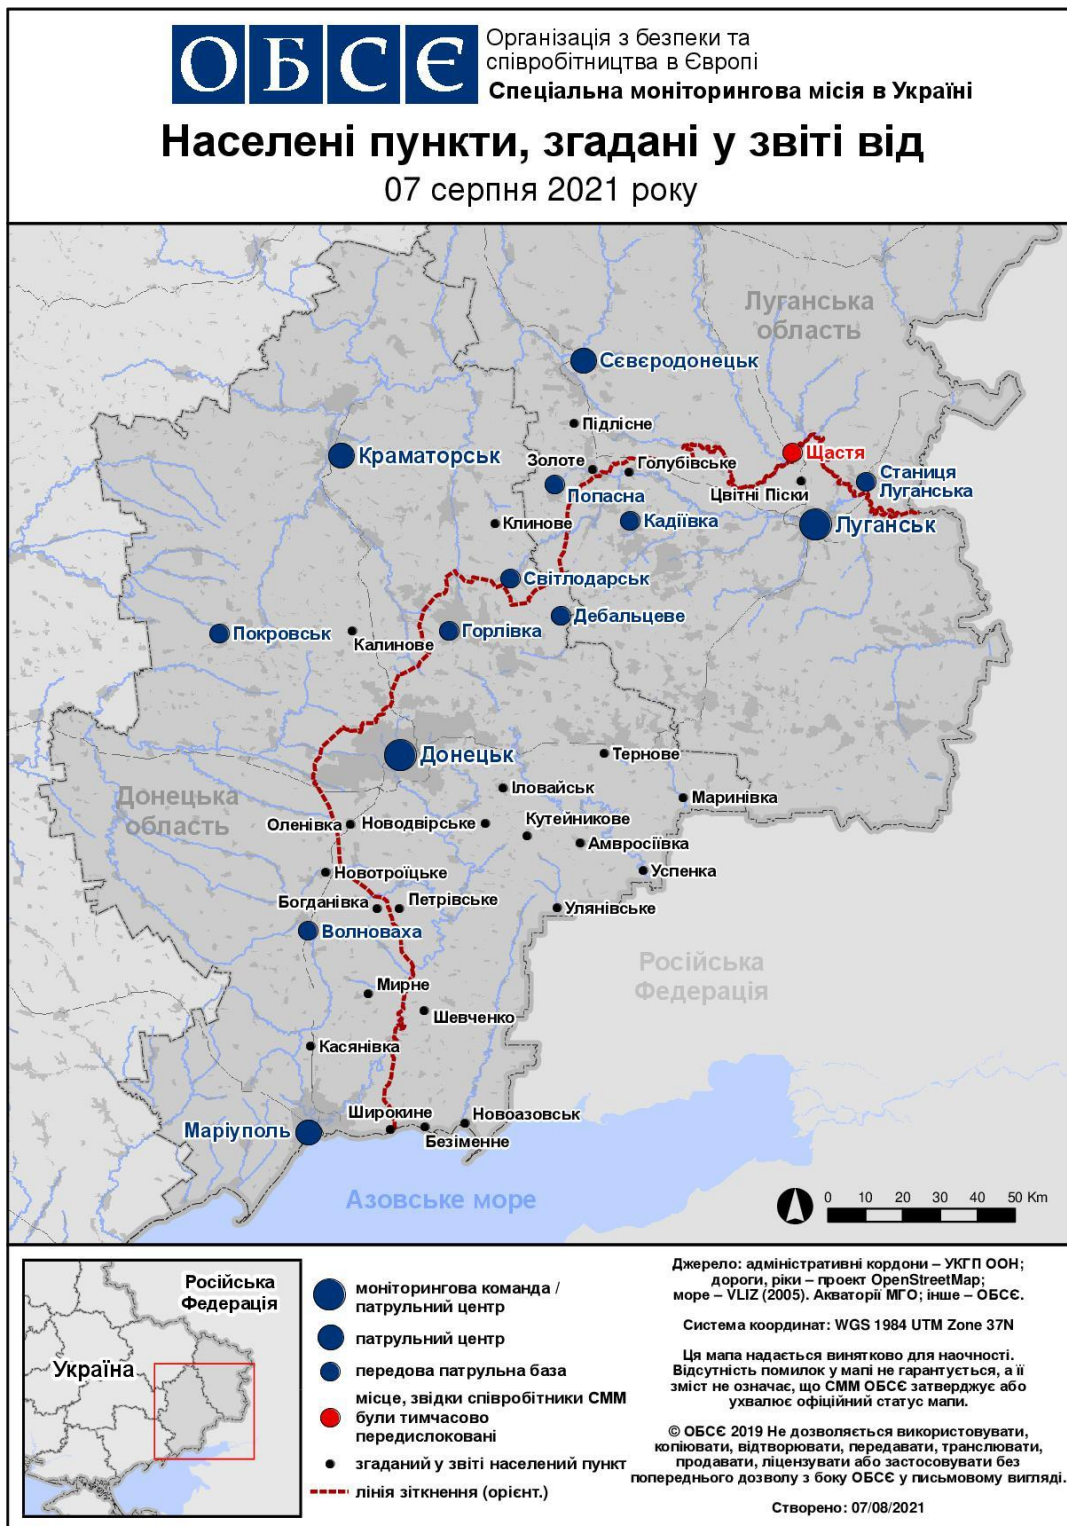 ОБСЄ
Організація з безпеки та
співробітництва в Європі
Спеціальна моніторингова місія в Україні
Населені пункти, згадані у звіті від
07 серпня 2021 року
Луганська
область
Сєвєродонецьк
Підлісне
Щастя
Краматорськ
Золоте
Голубівське
Станиця
Луганська
Попасна
Цвітні Піски
Клинове
Кадіївка
Луганськ
Світлодарськ
Дебальцеве
Покровськ
Горлівка
Калинове
Донецьк
Тернове
Іловайськ
Маринівка
Донецька
область
Оленівка
Новодвірське
Кутейникове
Амвросіївка
Новотроїцьке
Успенка
Богданівка
Петрівське
Улянівське
Волноваха
Російська
Федерація
Мирне
Шевченко
Касянівка
Широкине
Новоазовськ
Маріуполь
Безіменне
Азовське море
0 10 20 30 40 50 Km
Російська
Федерація
Україна
моніторингова команда /
патрульний центр
патрульний центр
передова патрульна база
місце, звідки співробітники СММ
були тимчасово
передислоковані
згаданий у звіті населений пункт
лінія зіткнення (орієнт.)
Джерело: адміністративні кордони – УКГП ООН;
дороги, ріки – проект OpenStreetMap;
море – VLIZ (2005). Акваторії МГО; інше – ОБСЄ.
Система координат: WGS 1984 UTM Zone 37N
Ця мапа надається винятково для наочності.
Відсутність помилок у мапі не гарантується, а її
зміст не означає, що СММ ОБСЄ затверджує або
ухвалює офіційний статус мапи.
© ОБСЄ 2019 Не дозволяється використовувати,
копіювати, відтворювати, передавати, транслювати,
продавати, ліцензувати або застосовувати без
попереднього дозволу з боку ОБСЄ у письмовому вигляді.
Створено: 07/08/2021